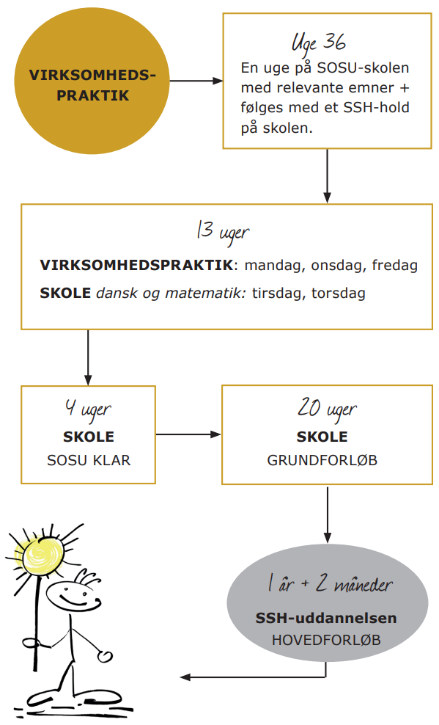 VIRKSOMHEDS-
PRAKTIK
Uge 36
En uge på SOSU-skolen
med relevante emner +
følges med et SSH-hold
på skolen.
13 uger
VIRKSOMHEDSPRAKTIK: mandag, onsdag, fredag
SKOLE dansk og matematik: tirsdag, torsdag
4 uger
SKOLE
SOSU KLAR
20 uger
SKOLE
GRUNDFORLØB
1 år + 2 måneder
SSH-uddannelsen
HOVEDFORLØB